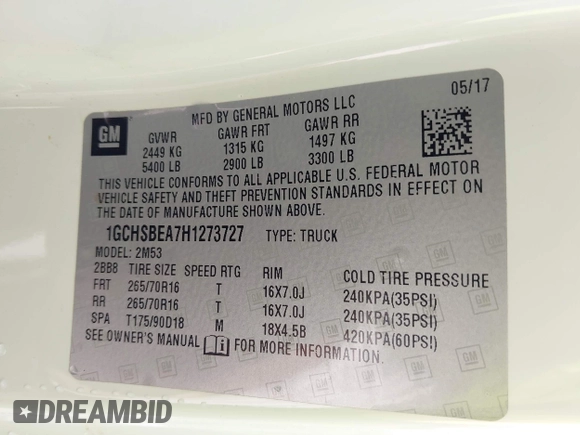 05/17
MFD BY GENERAL MOTORS LLC
GM
GVWR GAWR FRT GAWR RR
2449 KG 1315 KG 1497 KG
5400 LB 2900 LB 3300 LB
THIS VEHICLE CONFORMS TO ALL APPLICABLE U.S. FEDERAL MOTOR
VEHICLE SAFETY AND THEFT PREVENTION STANDARDS IN EFFECT ON
THE DATE OF MANUFACTURE SHOWN ABOVE.
1GCHSBEA7H1273727 TYPE: TRUCK
MODEL: 2M53
2BB8 TIRE SIZE SPEED RTG RIM COLD TIRE PRESSURE
FRT 265/70R16 T 16X7.0J 240KPA(35PSI)
RR 265/70R16 T 16X7.0J 240KPA(35PSI)
SPA T175/90D18 M 18X4.5B 420KPA(60PSI)
SEE OWNER'S MANUAL i FOR MORE INFORMATION.
DREAMBID